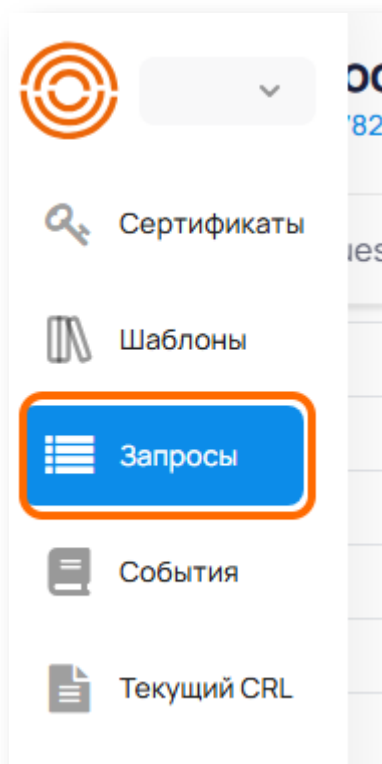 Сертификаты
Шаблоны
Запросы
События
Текущий CRL